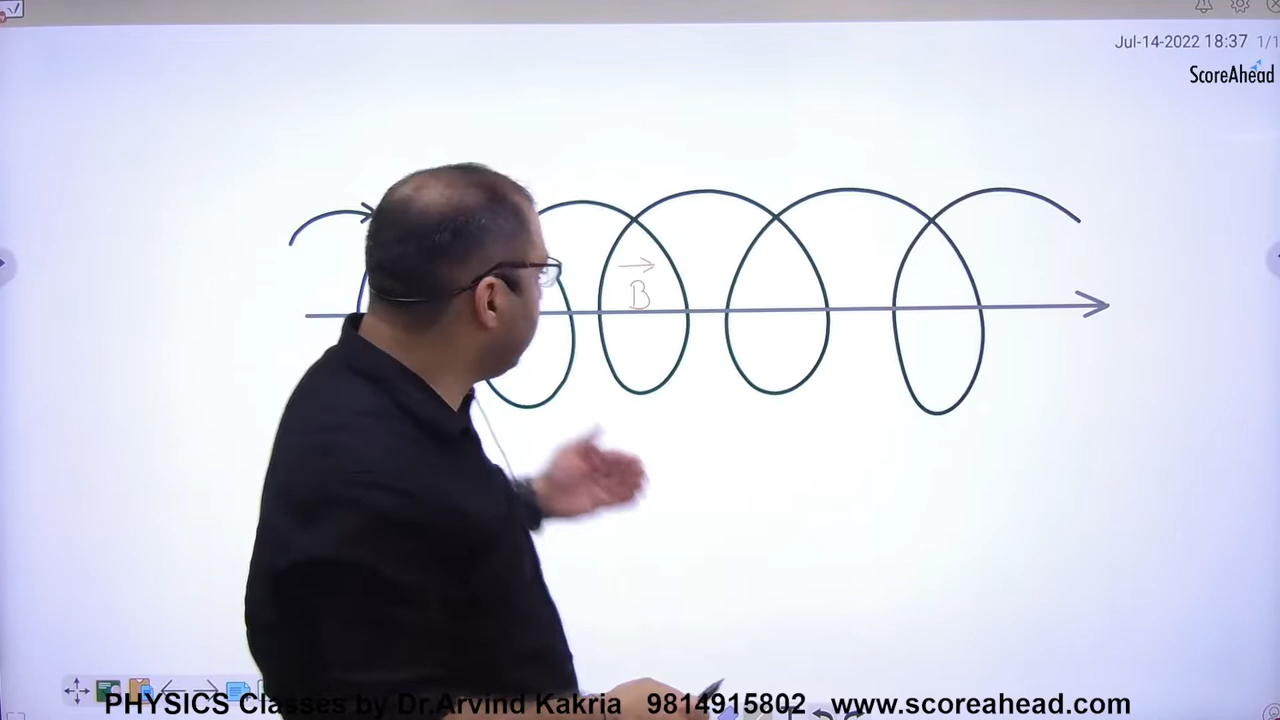 Jul-14-2022 18:37 1/1
ScoreAhead
B
PHYSICS Classes by Dr.Arvind Kakria 9814915802 www.scoreahead.com